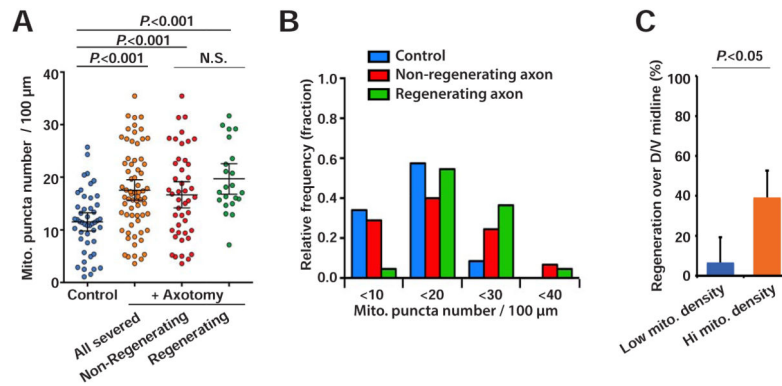 A
P.<0.001
P.<0.001
P.<0.001
N.S.
Mito. puncta number / 100 µm
40
30
20
10
0
Control
+ Axotomy
All severed
Non-Regenerating
Regenerating
B
Control
Non-regenerating axon
Regenerating axon
Relative frequency (fraction)
1.0
0.8
0.6
0.4
0.2
0.0
<10
<20
<30
<40
Mito. puncta number / 100 µm
C
P.<0.05
Regeneration over D/V midline (%)
100
80
60
40
20
0
Low mito. density
Hi mito. density